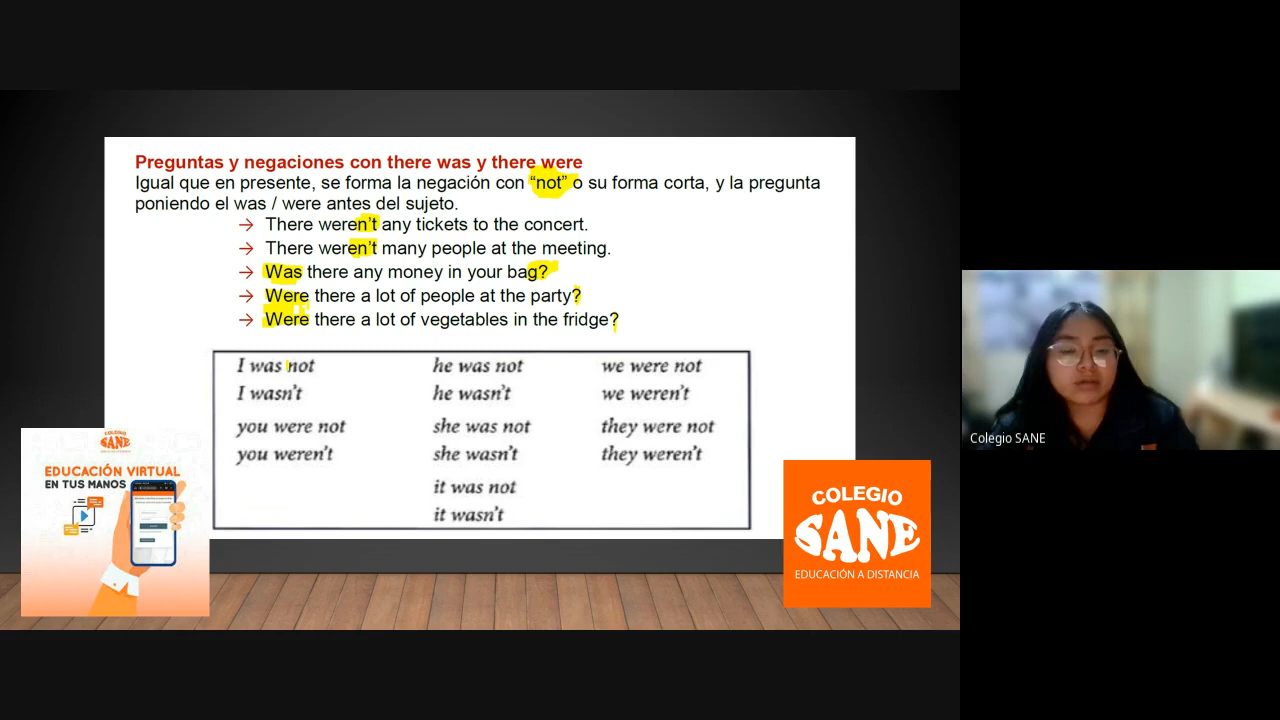 Preguntas y negaciones con there was y there were
Igual que en presente, se forma la negación con “not” o su forma corta, y la pregunta
poniendo el was / were antes del sujeto.
→ There weren’t any tickets to the concert.
→ There weren’t many people at the meeting.
→ Was there any money in your bag?
→ Were there a lot of people at the party?
→ Were there a lot of vegetables in the fridge?
I was not he was not we were not
I wasn’t he wasn’t we weren’t
you were not she was not they were not
you weren’t she wasn’t they weren’t
it was not
it wasn’t
COLEGIO
SANE
EDUCACIÓN VIRTUAL
EN TUS MANOS
COLEGIO
SANE
EDUCACIÓN A DISTANCIA
Colegio SANE